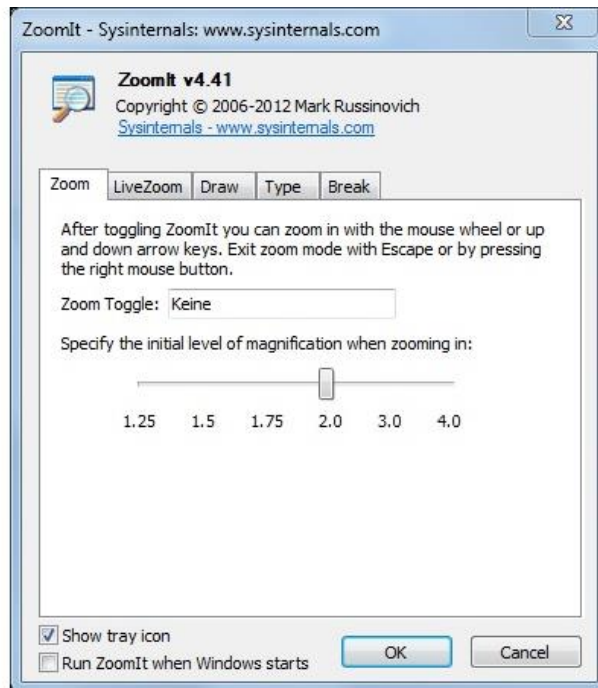 ZoomIt - Sysinternals: www.sysinternals.com
ZoomIt v4.41
Copyright © 2006-2012 Mark Russinovich
Sysinternals - www.sysinternals.com
Zoom LiveZoom Draw Type Break
After toggling ZoomIt you can zoom in with the mouse wheel or up
and down arrow keys. Exit zoom mode with Escape or by pressing
the right mouse button.
Zoom Toggle: Keine
Specify the initial level of magnification when zooming in:
1.25 1.5 1.75 2.0 3.0 4.0
Show tray icon
Run ZoomIt when Windows starts
OK Cancel